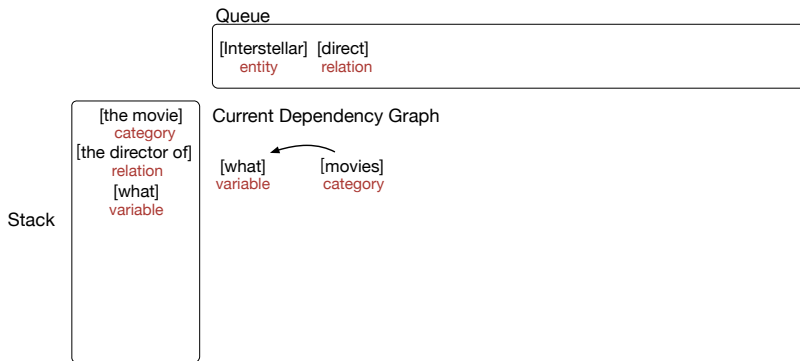 Queue
[Interstellar] [direct]
entity relation
[the movie]
category
[the director of]
relation
[what]
variable
Stack
Current Dependency Graph
[what] [movies]
variable category